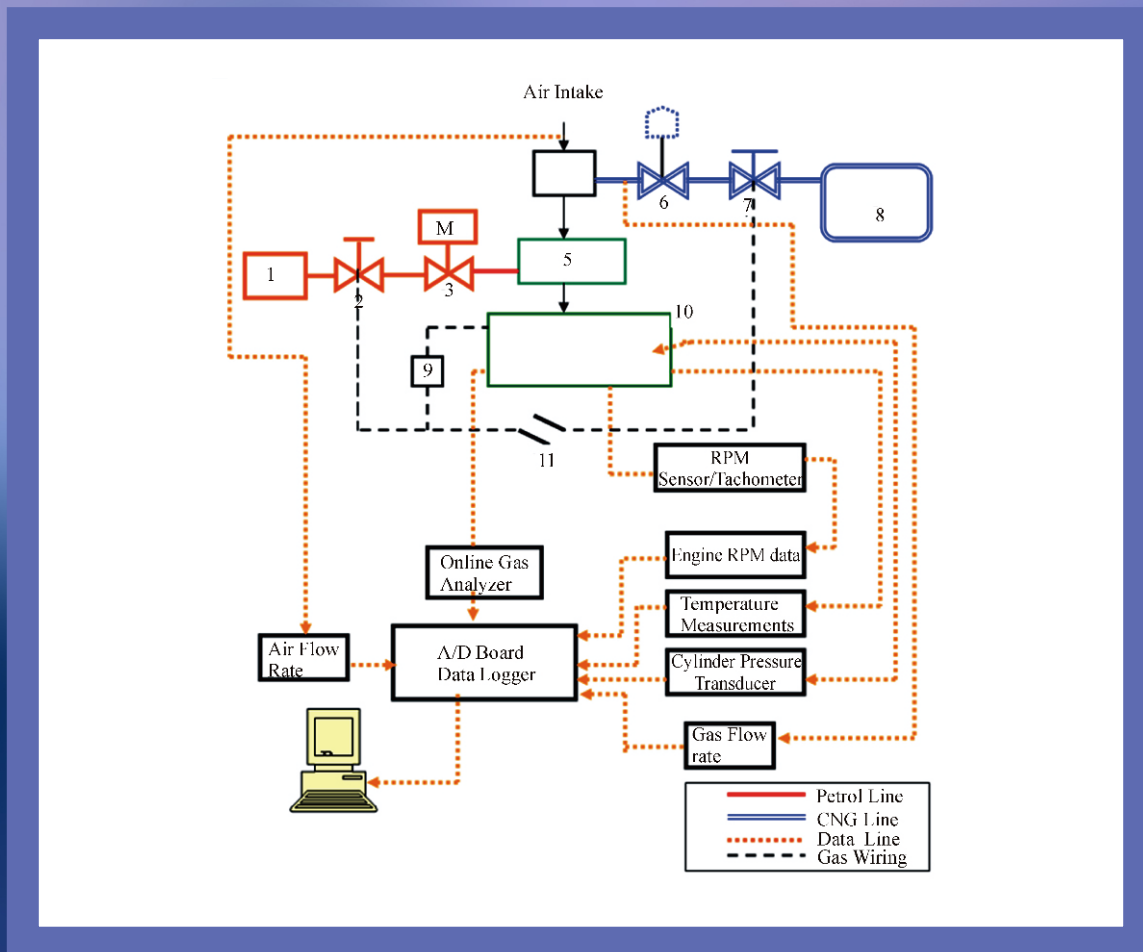 Air Intake
6
7
8
M
1
2
3
5
10
9
11
RPM
Sensor/Tachometer
Engine RPM data
Online Gas
Analyzer
Temperature
Measurements
Air Flow
Rate
A/D Board
Data Logger
Cylinder Pressure
Transducer
Gas Flow
rate
Petrol Line
CNG Line
Data Line
Gas Wiring